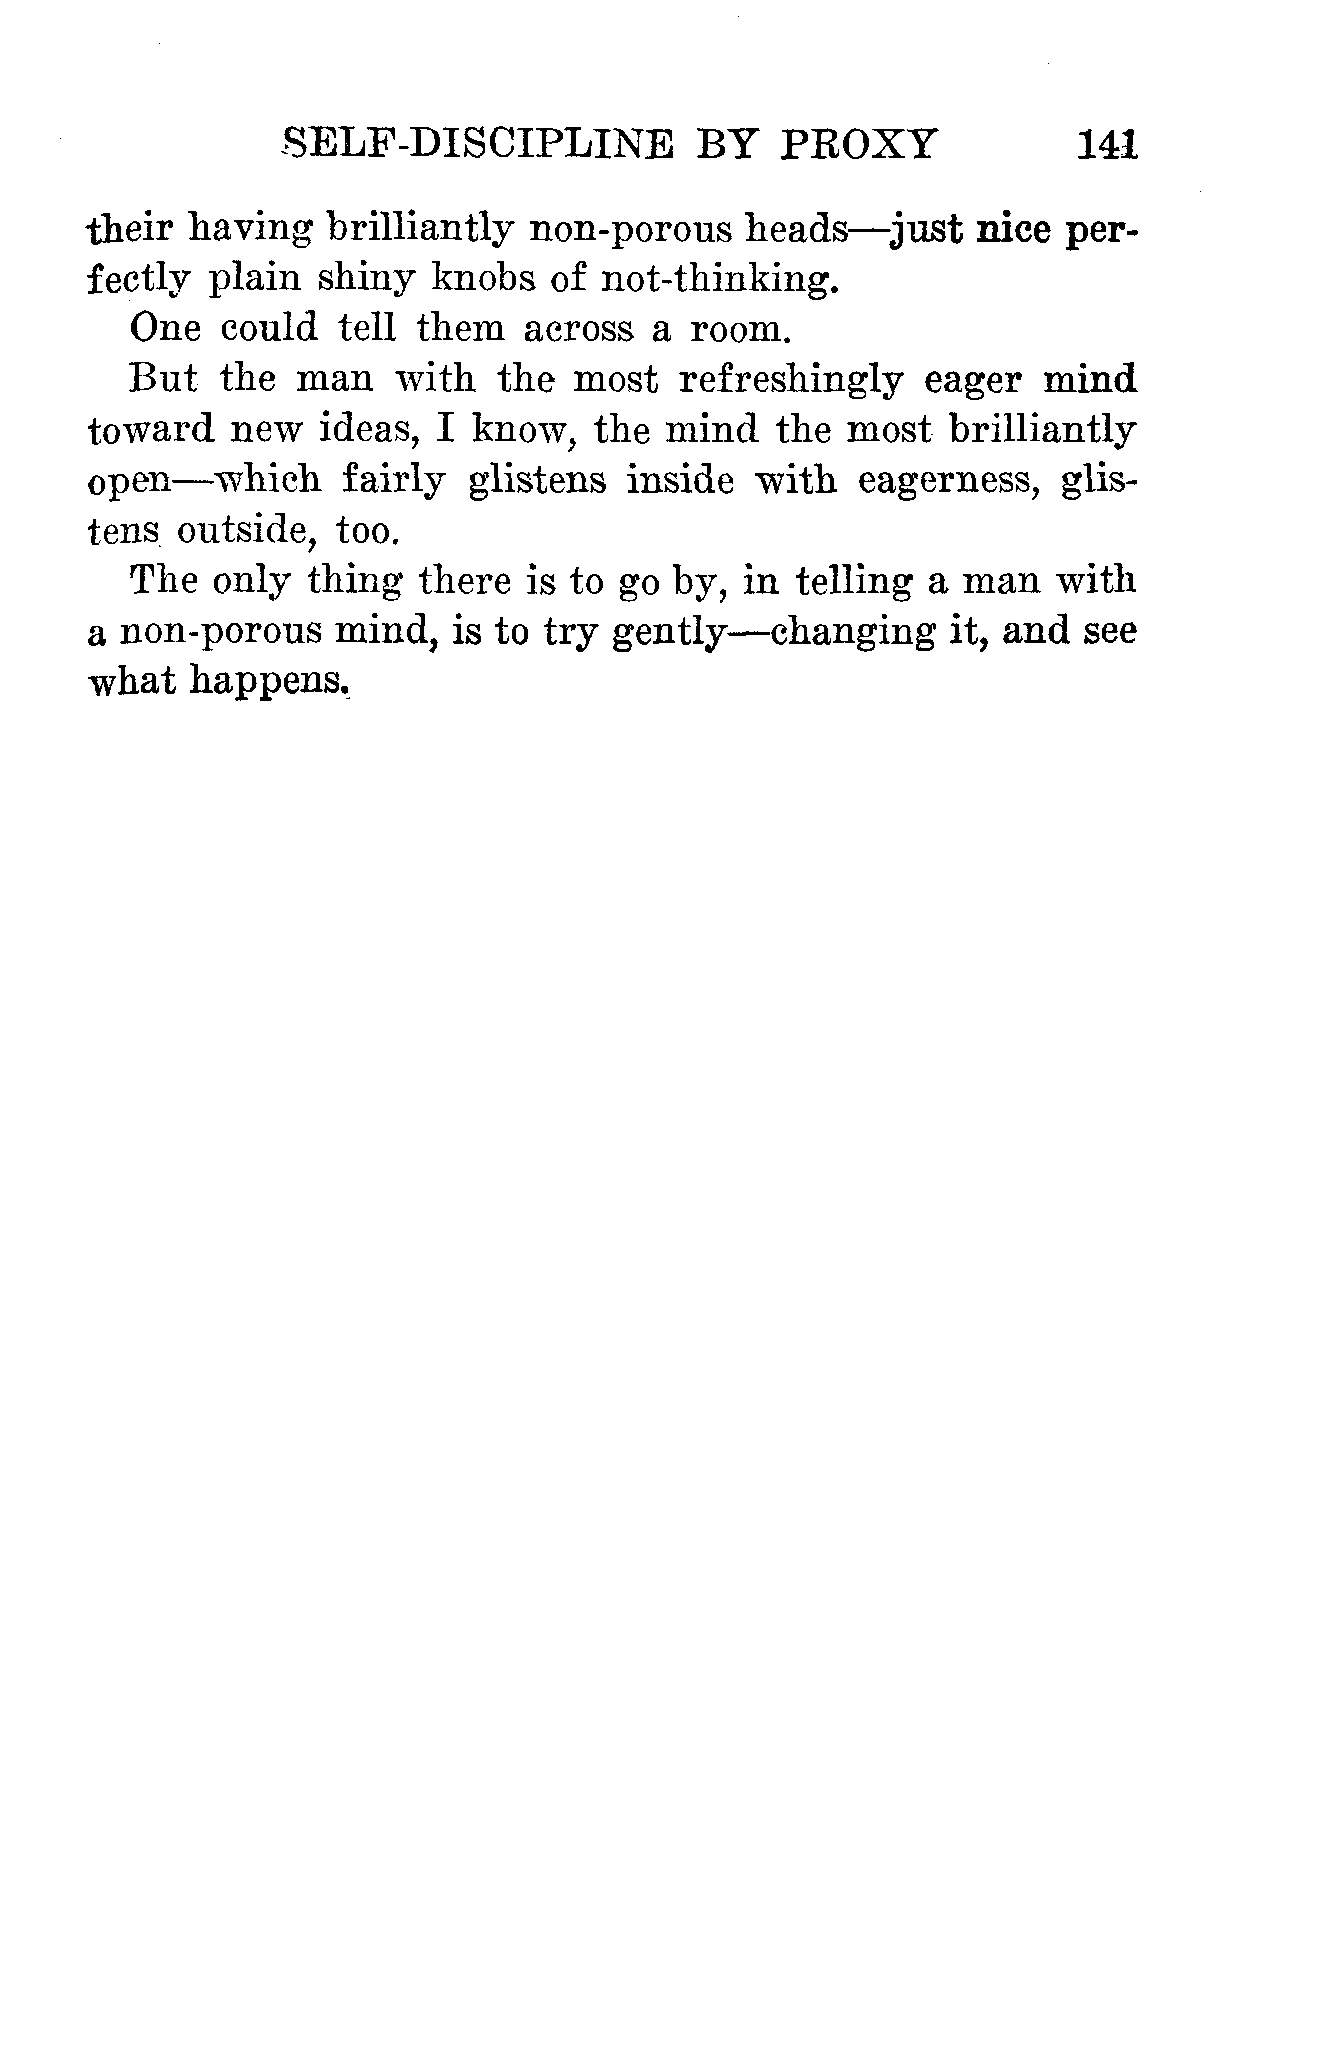 SELF-DISCIPLINE BY PROXY 141
their having brilliantly non-porous heads—just nice per-
fectly plain shiny knobs of not-thinking.
One could tell them across a room.
But the man with the most refreshingly eager mind
toward new ideas, I know, the mind the most brilliantly
open—which fairly glistens inside with eagerness, glis-
tens outside, too.
The only thing there is to go by, in telling a man with
a non-porous mind, is to try gently—changing it, and see
what happens.